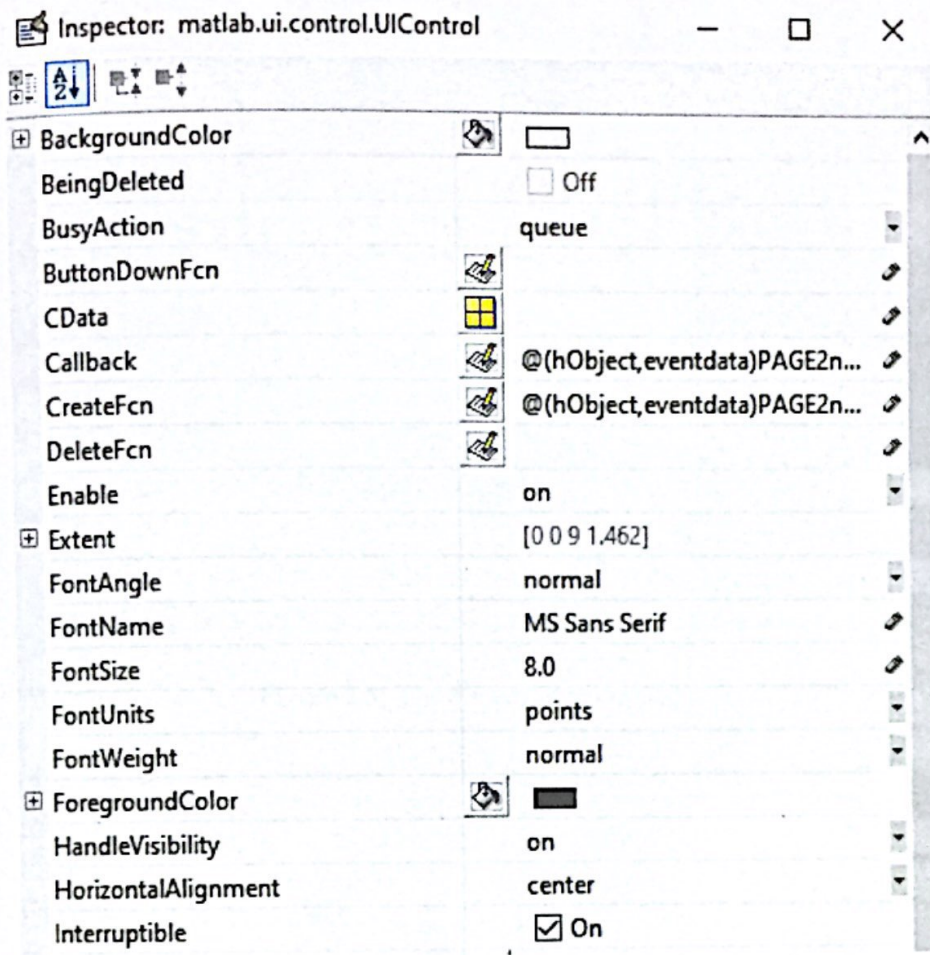 Inspector: matlab.ui.control.UIControl
A
Z
BackgroundColor
BeingDeleted Off
BusyAction queue
ButtonDownFcn
CData
Callback @(hObject,eventdata)PAGE2n...
CreateFcn @(hObject,eventdata)PAGE2n...
DeleteFcn
Enable on
Extent [0 0 9 1.462]
FontAngle normal
FontName MS Sans Serif
FontSize 8.0
FontUnits points
FontWeight normal
ForegroundColor
HandleVisibility on
HorizontalAlignment center
Interruptible On